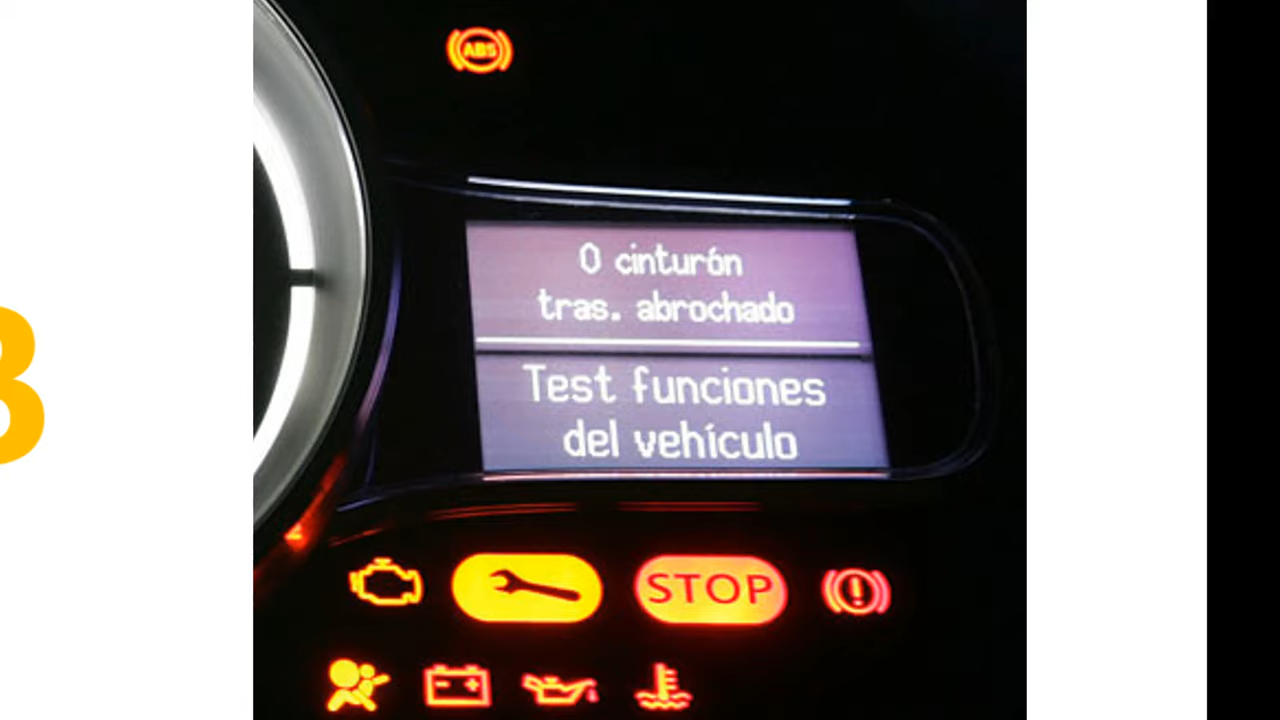 ABS
0 cinturón
tras. abrochado
Test funciones
del vehículo
STOP